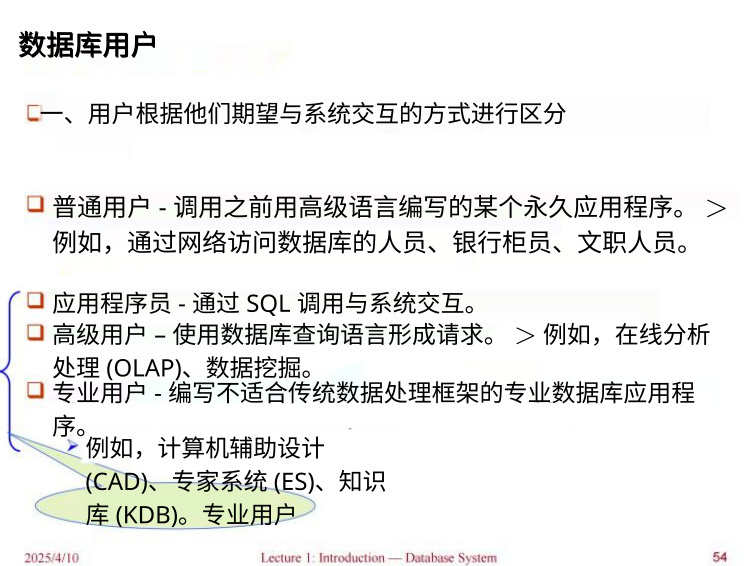 数据库用户
一、用户根据他们期望与系统交互的方式进行区分
普通用户 - 调用之前用高级语言编写的某个永久应用程序。 ＞
例如，通过网络访问数据库的人员、银行柜员、文职人员。
应用程序员 - 通过 SQL 调用与系统交互。
高级用户 – 使用数据库查询语言形成请求。 ＞ 例如，在线分析
处理 (OLAP)、数据挖掘。
专业用户 - 编写不适合传统数据处理框架的专业数据库应用程
序。
例如，计算机辅助设计
(CAD)、专家系统 (ES)、知识
库 (KDB)。专业用户
2025/4/10 Lecture 1: Introduction — Database System 54